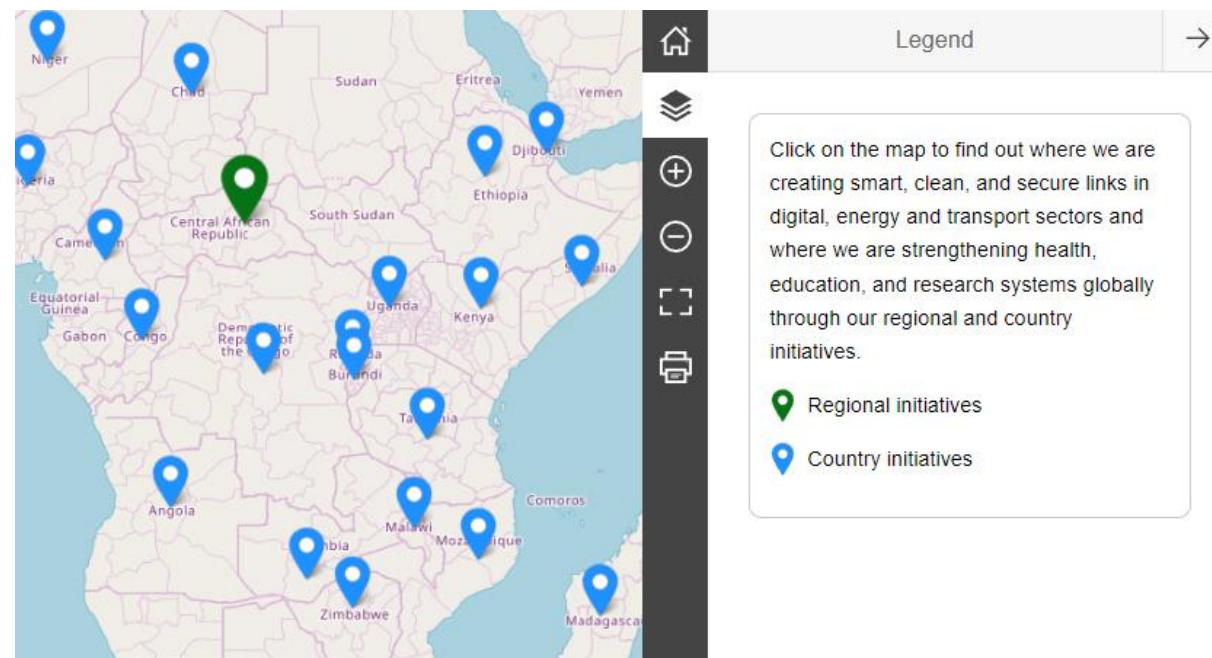 Niger
Chad
Sudan
Eritrea
Yemen
Djibouti
Ethiopia
Central African
Republic
South Sudan
Equatorial
Guinea
Gabon
Uganda
Kenya
Burundi
Angola
Comoros
Malawi
Zimbabwe
Madagasca
Legend
Click on the map to find out where we are
creating smart, clean, and secure links in
digital, energy and transport sectors and
where we are strengthening health,
education, and research systems globally
through our regional and country
initiatives.
Regional initiatives
Country initiatives